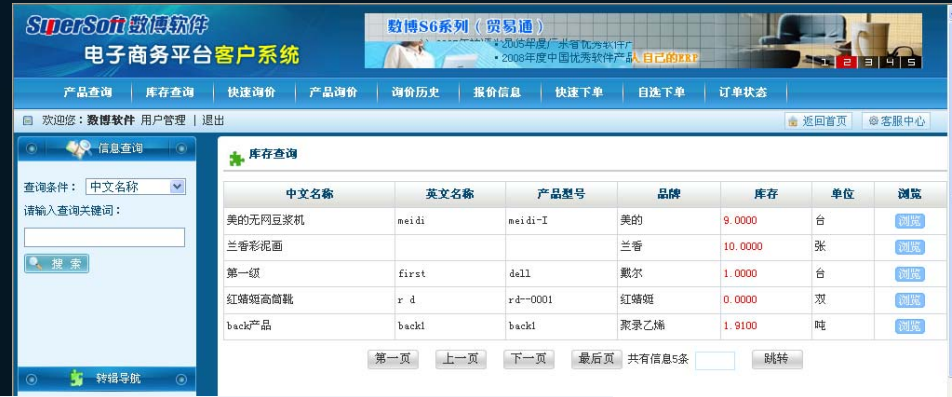 SuperSoft 数博软件
电子商务平台客户系统
数博S6系列（贸易通）
•2005年度广东省优秀软件产
•2008年度中国优秀软件产品
人自己的ERP
1 2 3 4 5
产品查询 库存查询 快速询价 产品询价 询价历史 报价信息 快速下单 自选下单 订单状态
欢迎您：数博软件 用户管理 | 退出 返回首页 客服中心
信息查询
查询条件： 中文名称
请输入查询关键词：
搜 索
转辑导航
库存查询
中文名称 英文名称 产品型号 品牌 库存 单位 浏览
美的无网豆浆机 meidi meidi-I 美的 9.0000 台 浏览
兰香彩泥画 兰香 10.0000 张 浏览
第一级 first dell 戴尔 1.0000 台 浏览
红蜻蜓高筒靴 r d rd--0001 红蜻蜓 0.0000 双 浏览
back产品 back1 back1 聚录乙烯 1.9100 吨 浏览
第一页 上一页 下一页 最后页 共有信息5条 跳转